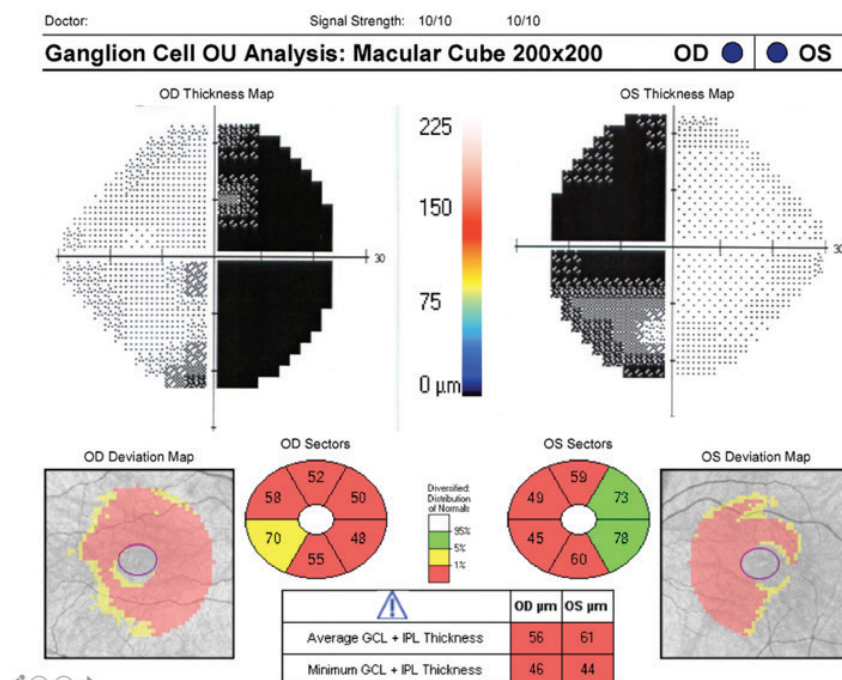 Doctor: Signal Strength: 10/10 10/10
Ganglion Cell OU Analysis: Macular Cube 200x200 OD OS
OD Thickness Map OS Thickness Map
225
150
75
0 µm
30
30
OD Deviation Map OD Sectors OS Sectors OS Deviation Map
52
58 50
70 48
55
Diversified:
Distribution
of Normals
95%
5%
1%
59
49 73
45 78
60
OD µm OS µm
Average GCL + IPL Thickness 56 61
Minimum GCL + IPL Thickness 46 44